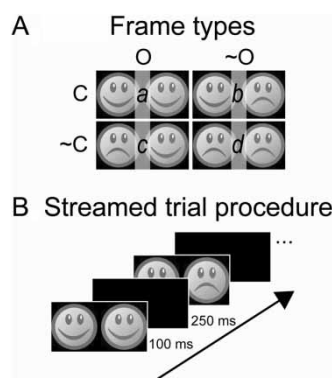 A Frame types
O ~O
C a b
~C c d
B Streamed trial procedure
...
250 ms
100 ms